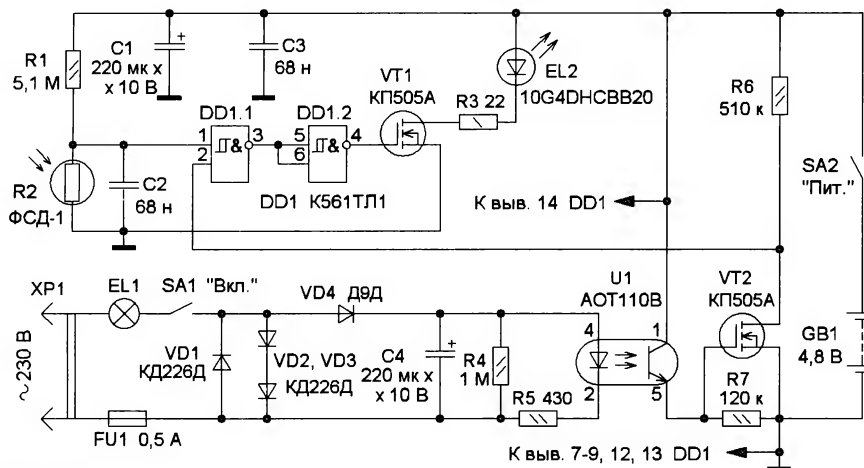 R1
5,1 М
C1
220 мк х
х 10 В
+
C3
68 н
VT1
КП505А
EL2
10G4DHCBB20
R3 22
R6
510 к
DD1.1
DD1.2
1
2
&
3
5
6
&
4
R2
ФСД-1
C2
68 н
DD1 К561ТЛ1
К выв. 14 DD1
SA2
"Пит."
XP1
~230 В
EL1
SA1 "Вкл."
VD4 Д9Д
VD1
КД226Д
VD2, VD3
КД226Д
C4
220 мк х
х 10 В
+
R4
1 М
R5 430
U1
АОТ110В
4
1
2
5
VT2
КП505А
R7
120 к
GB1
4,8 В
FU1 0,5 А
К выв. 7-9, 12, 13 DD1